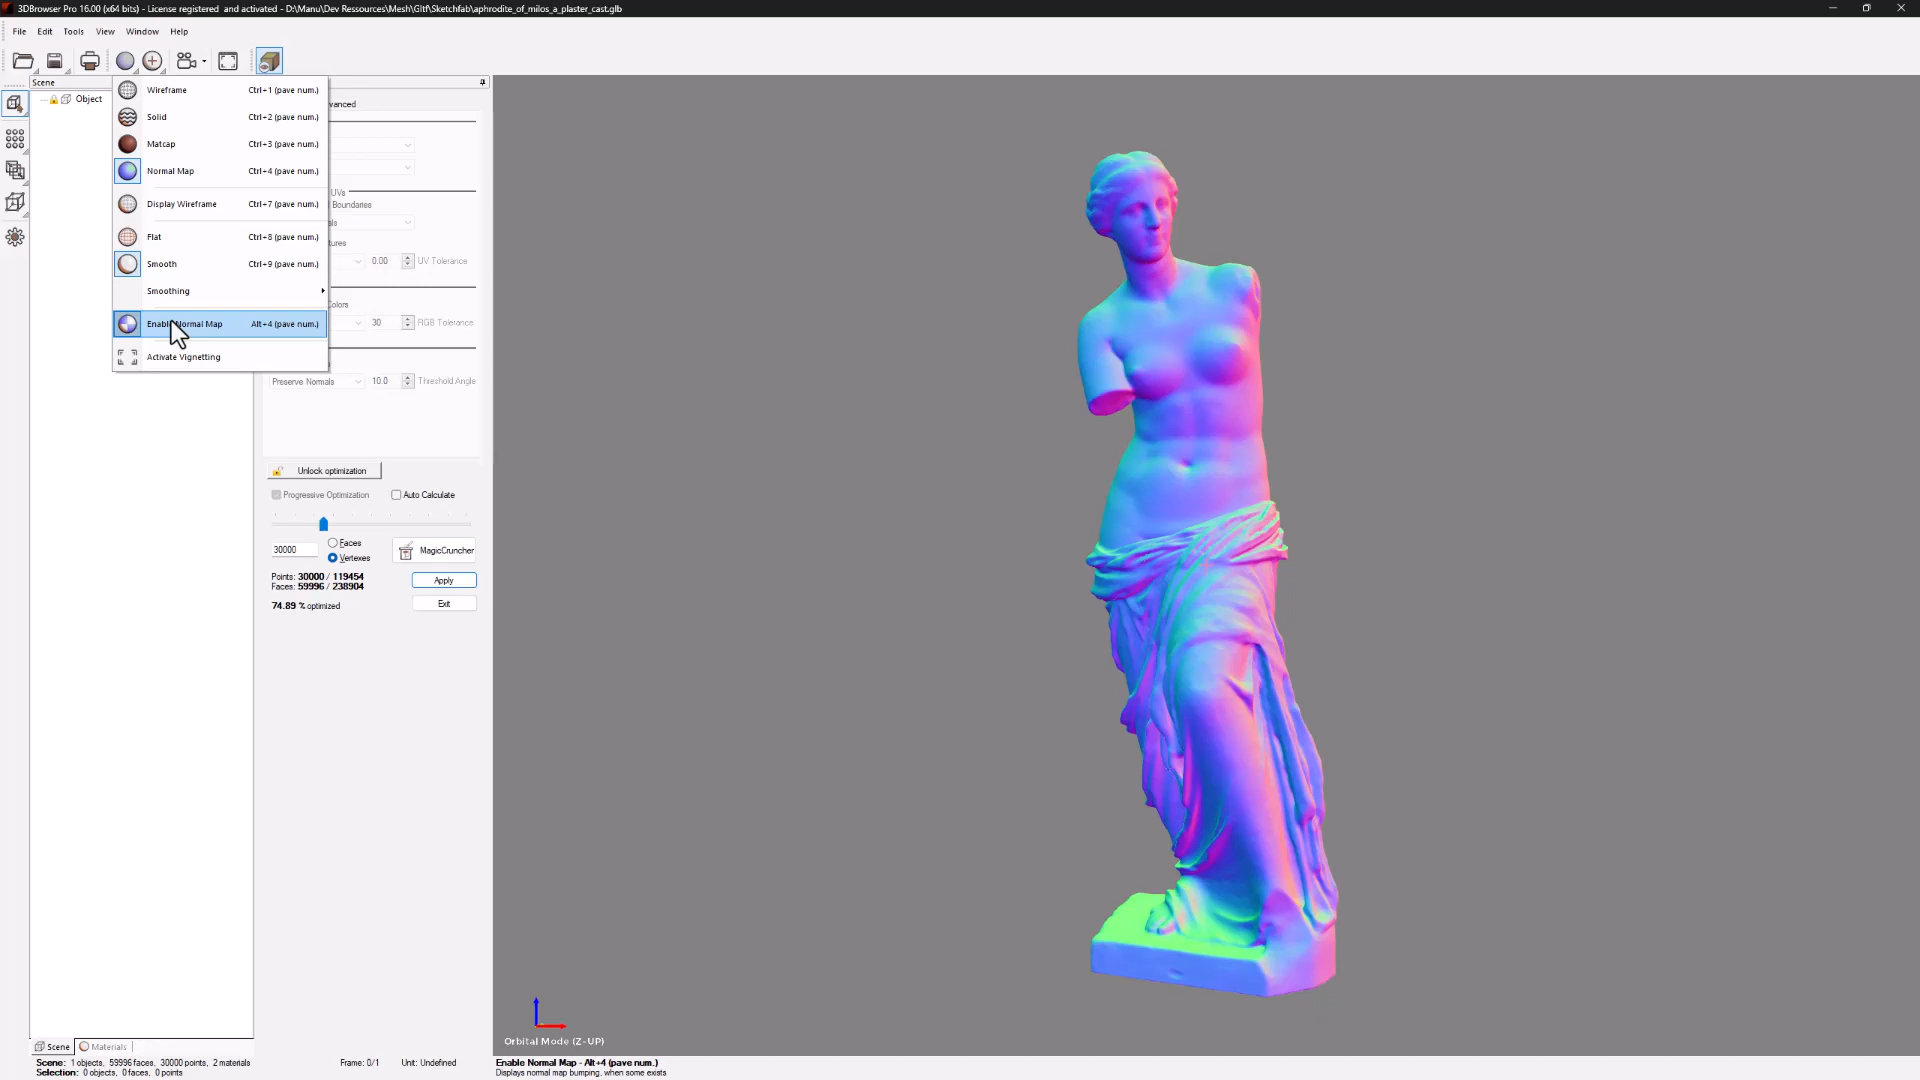 3DBrowser Pro 16.00 (x64 bits) - License registered and activated - D:\Manu\Dev Ressources\Mesh\Gltf\Sketchfab\aphrodite_of_milos_a_plaster_cast.glb
File Edit Tools View Window Help
Scene
Object
Wireframe Ctrl+1 (pave num.)
Solid Ctrl+2 (pave num.)
Matcap Ctrl+3 (pave num.)
Normal Map Ctrl+4 (pave num.)
Display Wireframe Ctrl+7 (pave num.)
Flat Ctrl+8 (pave num.)
Smooth Ctrl+9 (pave num.)
Smoothing
Enable Normal Map Alt+4 (pave num.)
Activate Vignetting
vanced
UVs
Boundaries
als
tures
0.00 UV Tolerance
Colors
30 RGB Tolerance
Preserve Normals 10.0 Threshold Angle
Unlock optimization
Progressive Optimization Auto Calculate
30000 Faces
Vertexes
MagicCruncher
Points: 30000 / 119454
Faces: 59996 / 238904
Apply
74.89 % optimized
Exit
Orbital Mode (Z-UP)
Scene Materials
Scene: 1 objects, 59996 faces, 30000 points, 2 materials
Frame: 0/1 Unit: Undefined
Enable Normal Map - Alt+4 (pave num.)
Selection: 0 objects, 0 faces, 0 points
Displays normal map bumping, when some exists